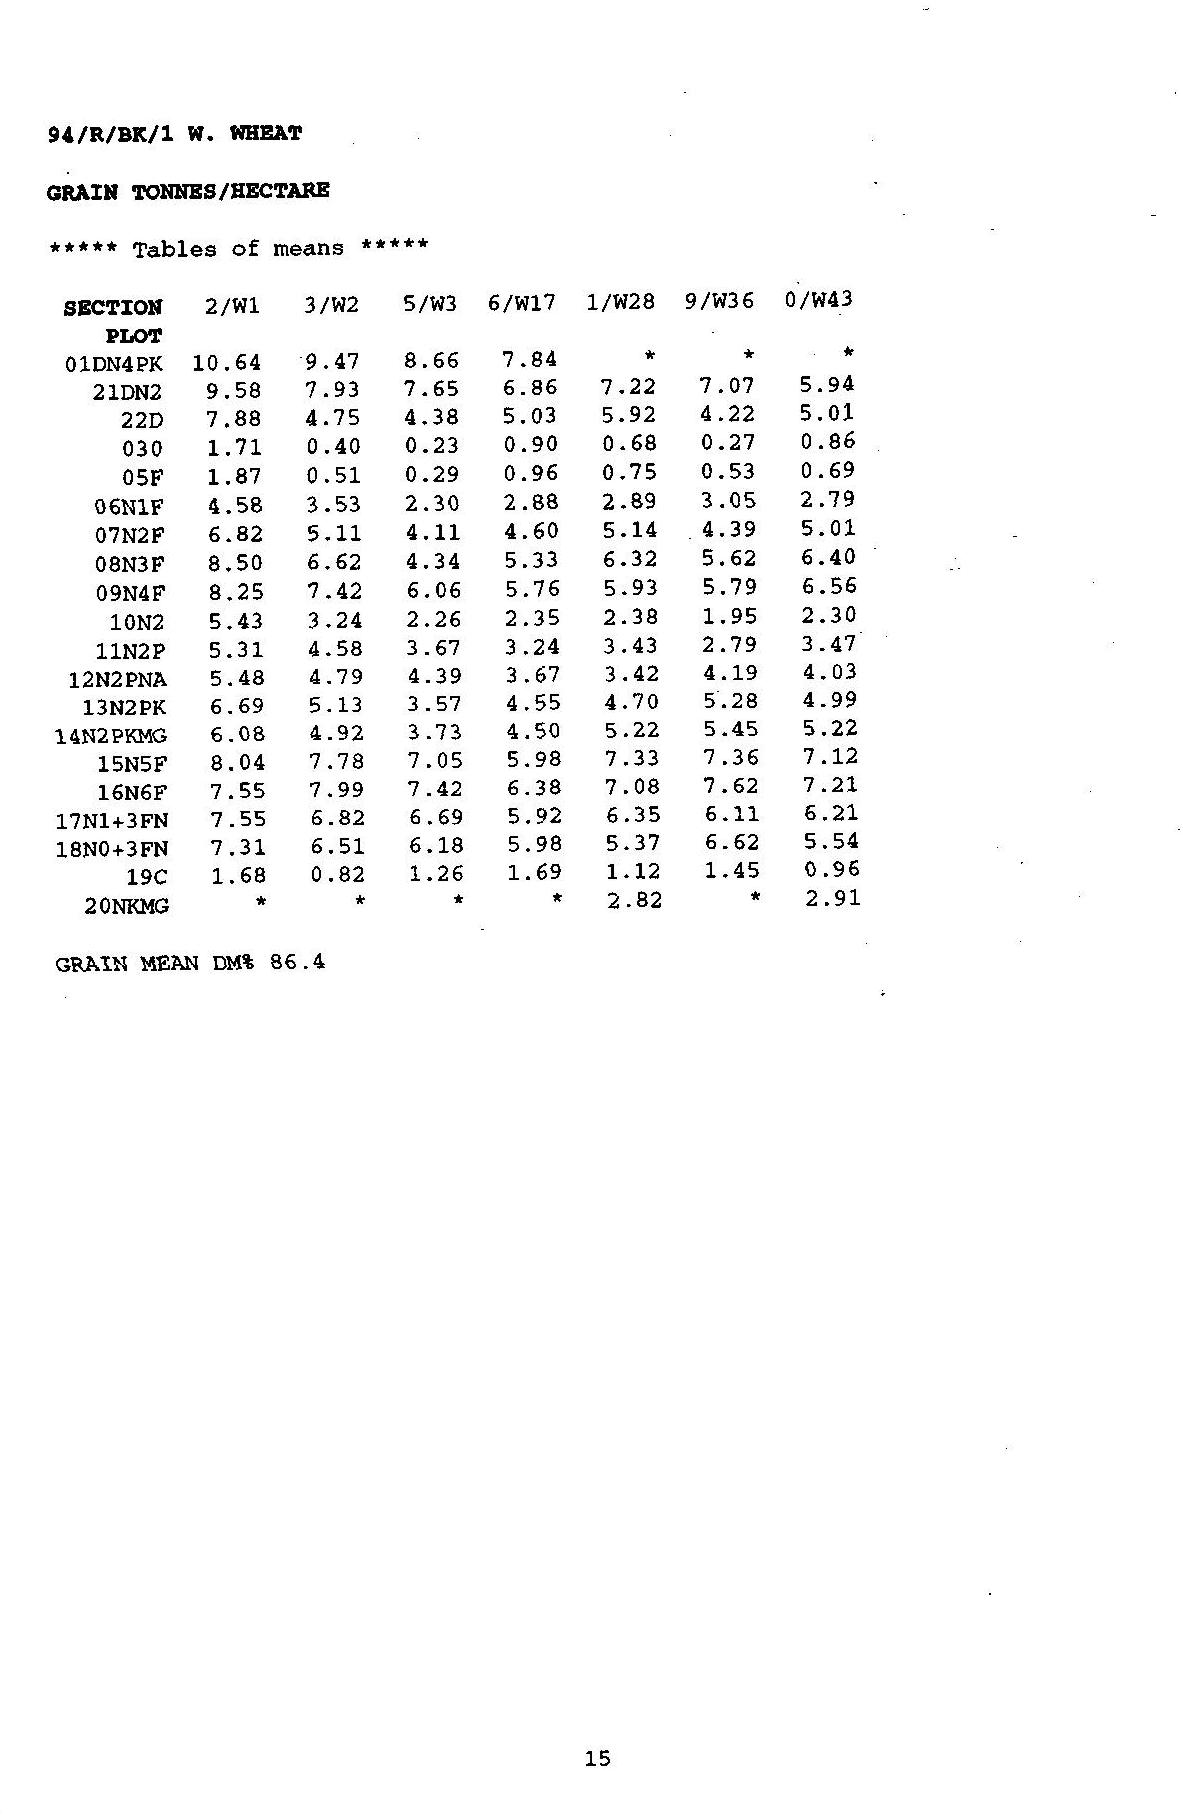 94/R/BK/1 W. WHEAT
GRAIN TONNES/HECTARE
***** Tables of means *****
SECTION 2/W1 3/W2 5/W3 6/W17 1/W28 9/W36 0/W43
PLOT
01DN4PK 10.64 9.47 8.66 7.84 * * *
21DN2 9.58 7.93 7.65 6.86 7.22 7.07 5.94
22D 7.88 4.75 4.38 5.03 5.92 4.22 5.01
030 1.71 0.40 0.23 0.90 0.68 0.27 0.86
05F 1.87 0.51 0.29 0.96 0.75 0.53 0.69
06N1F 4.58 3.53 2.30 2.88 2.89 3.05 2.79
07N2F 6.82 5.11 4.11 4.60 5.14 4.39 5.01
08N3F 8.50 6.62 4.34 5.33 6.32 5.62 6.40
09N4F 8.25 7.42 6.06 5.76 5.93 5.79 6.56
10N2 5.43 3.24 2.26 2.35 2.38 1.95 2.30
11N2P 5.31 4.58 3.67 3.24 3.43 2.79 3.47
12N2PNA 5.48 4.79 4.39 3.67 3.42 4.19 4.03
13N2PK 6.69 5.13 3.57 4.55 4.70 5.28 4.99
14N2PKMG 6.08 4.92 3.73 4.50 5.22 5.45 5.22
15N5F 8.04 7.78 7.05 5.98 7.33 7.36 7.12
16N6F 7.55 7.99 7.42 6.38 7.08 7.62 7.21
17N1+3FN 7.55 6.82 6.69 5.92 6.35 6.11 6.21
18N0+3FN 7.31 6.51 6.18 5.98 5.37 6.62 5.54
19C 1.68 0.82 1.26 1.69 1.12 1.45 0.96
20NKMG * * * * 2.82 * 2.91
GRAIN MEAN DM% 86.4
15